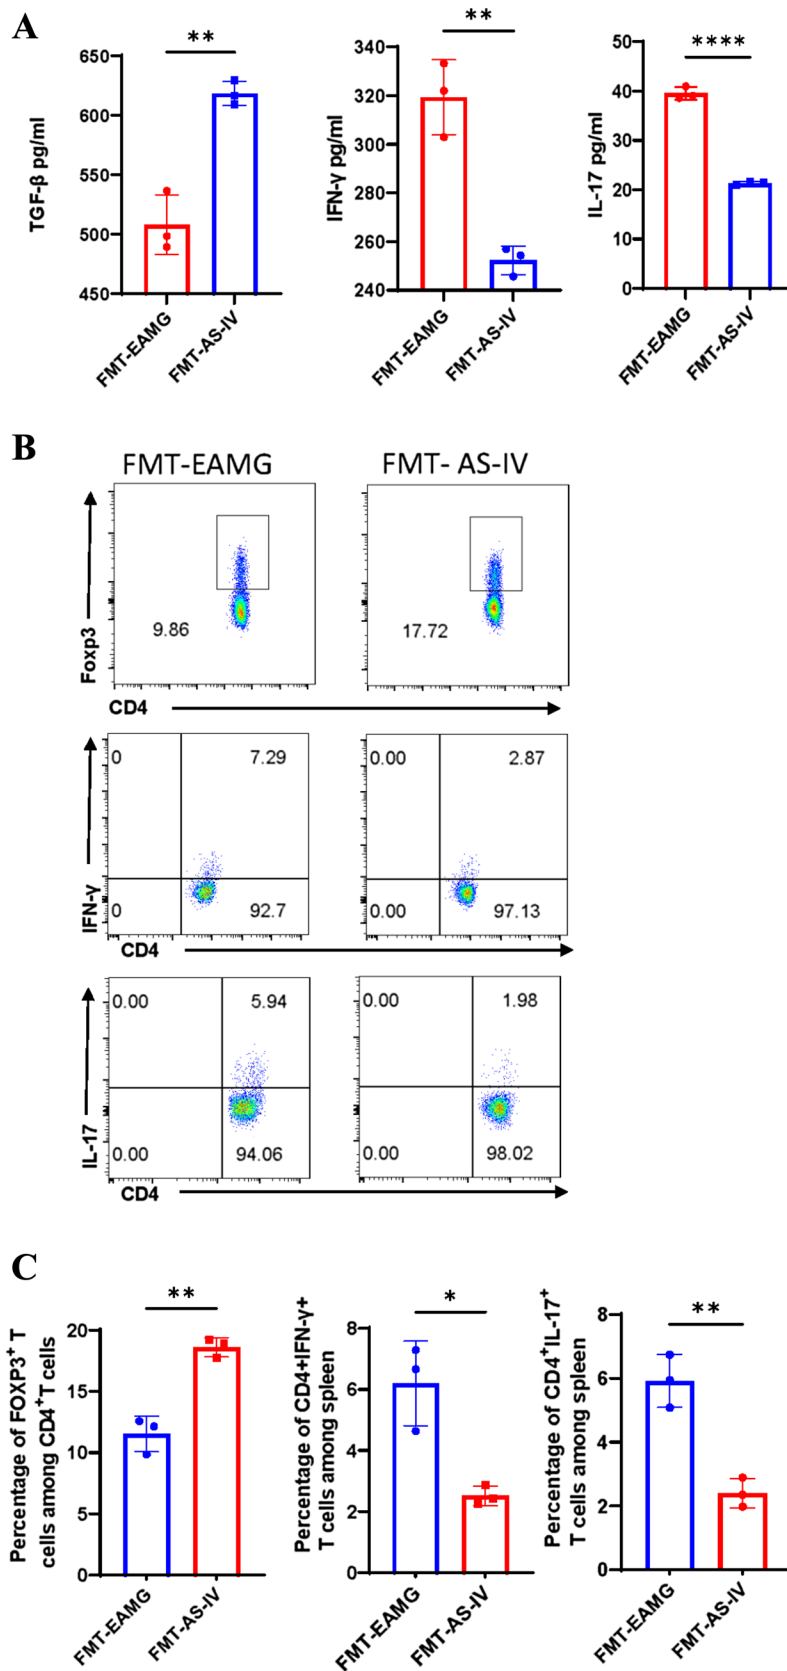 A
**
**
****
TGF-β pg/ml
650
600
550
500
450
FMT-EAMG
FMT-AS-IV
IFN-γ pg/ml
340
320
300
280
260
240
FMT-EAMG
FMT-AS-IV
IL-17 pg/ml
50
40
30
20
10
0
FMT-EAMG
FMT-AS-IV
B
FMT-EAMG
FMT- AS-IV
Foxp3
9.86
17.72
CD4
IFN-γ
0
7.29
0
92.7
0.00
2.87
0.00
97.13
CD4
IL-17
0.00
5.94
0.00
94.06
0.00
1.98
0.00
98.02
CD4
C
**
*
**
Percentage of FOXP3⁺ T
cells among CD4⁺T cells
20
15
10
5
0
FMT-EAMG
FMT-AS-IV
Percentage of CD4+IFN-γ+
T cells among spleen
8
6
4
2
0
FMT-EAMG
FMT-AS-IV
Percentage of CD4⁺IL-17⁺
T cells among spleen
8
6
4
2
0
FMT-EAMG
FMT-AS-IV